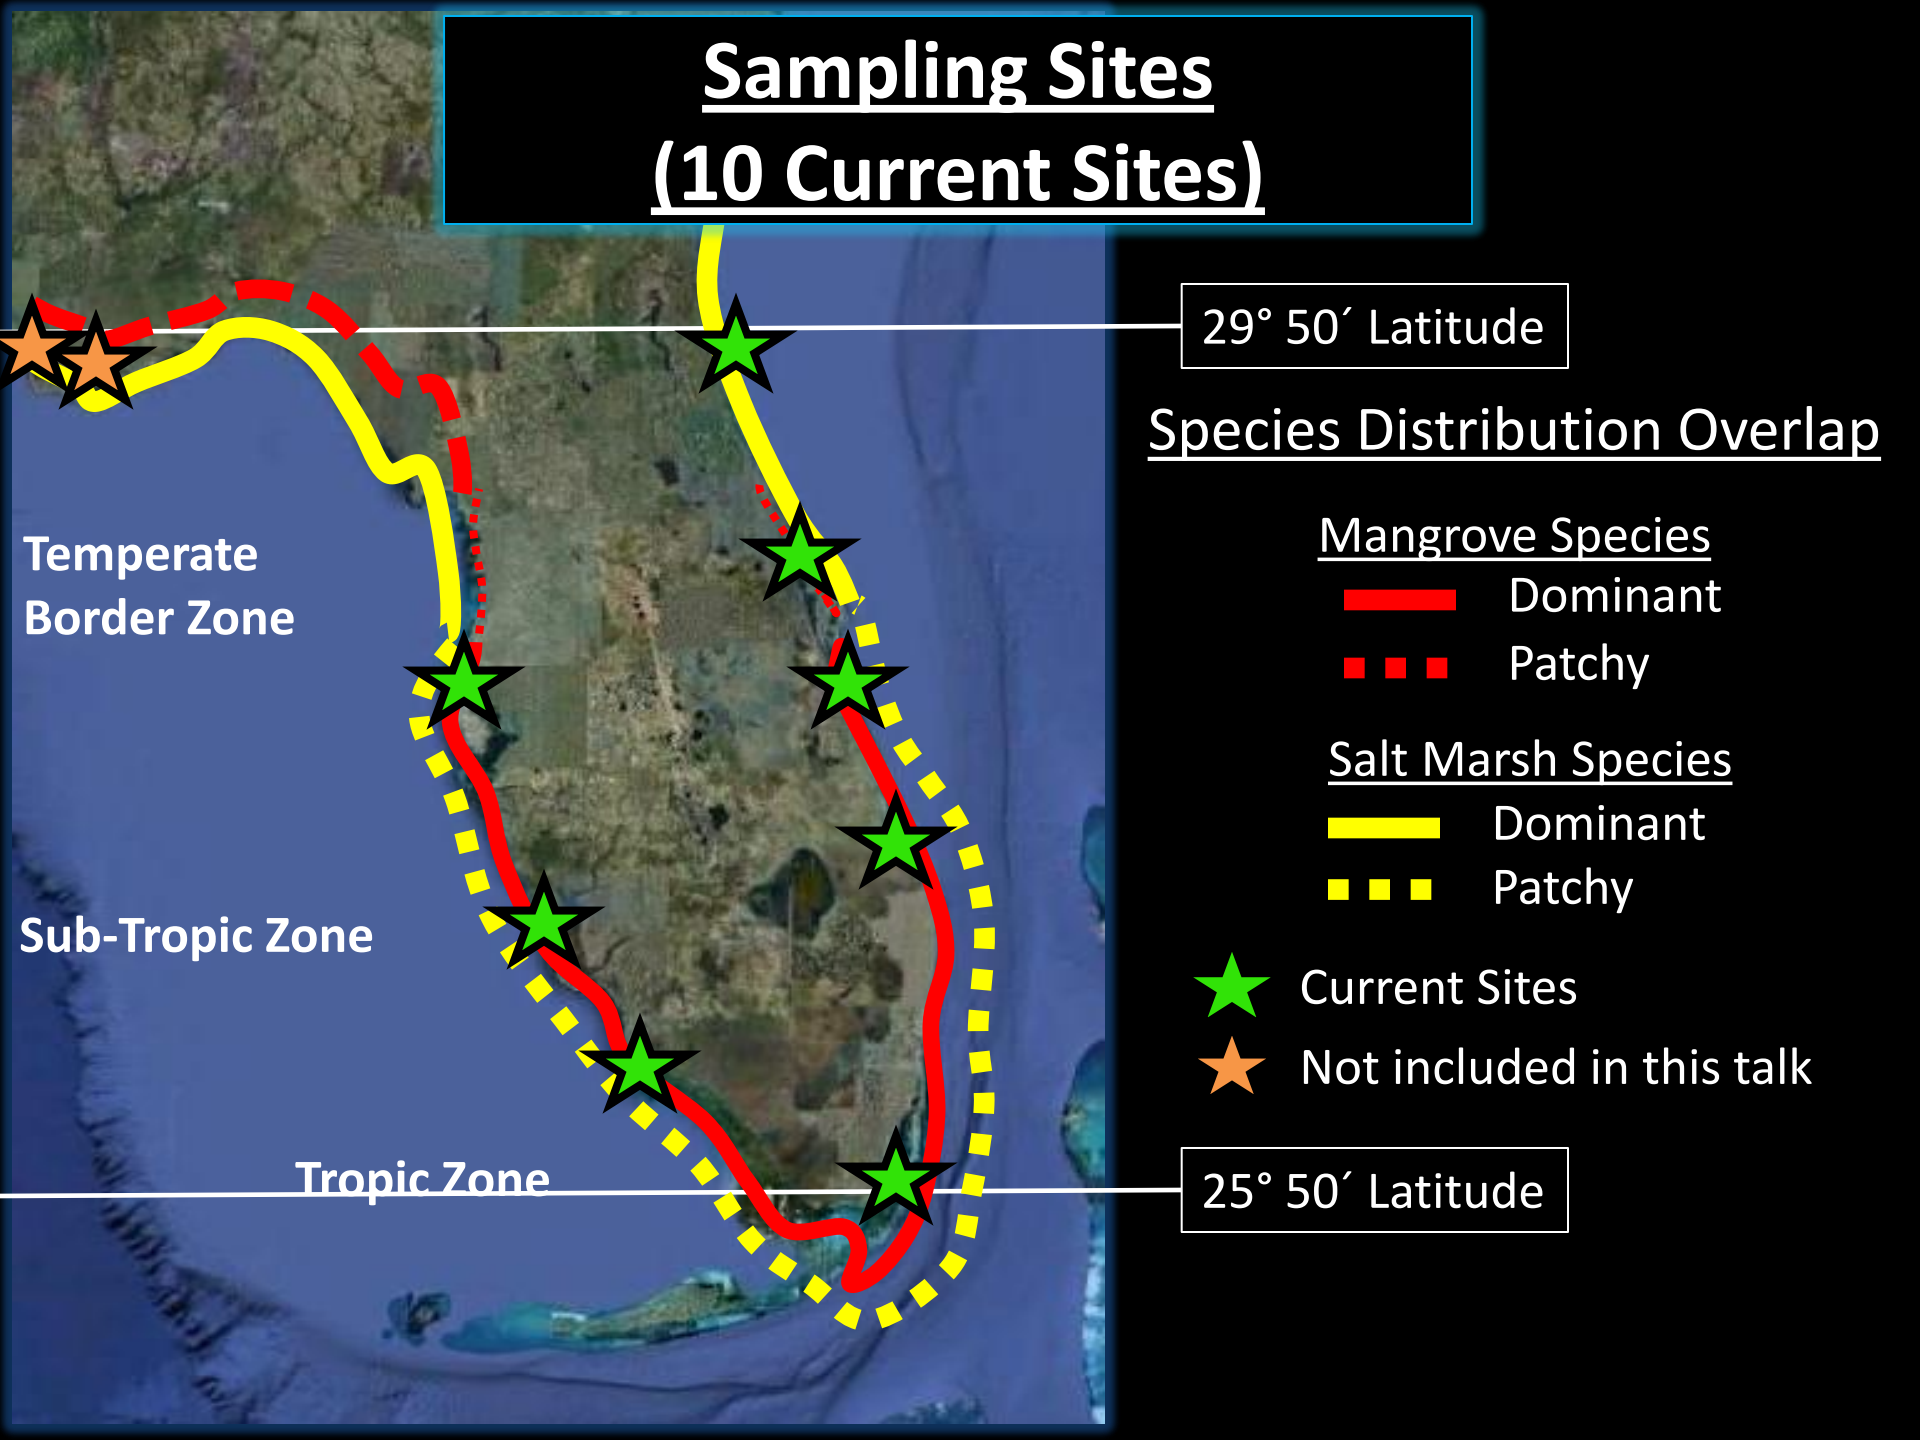 Sampling Sites
(10 Current Sites)
29° 50´ Latitude
Species Distribution Overlap
Mangrove Species
Dominant
Patchy
Salt Marsh Species
Dominant
Patchy
Current Sites
Not included in this talk
25° 50´ Latitude
Temperate
Border Zone
Sub-Tropic Zone
Tropic Zone